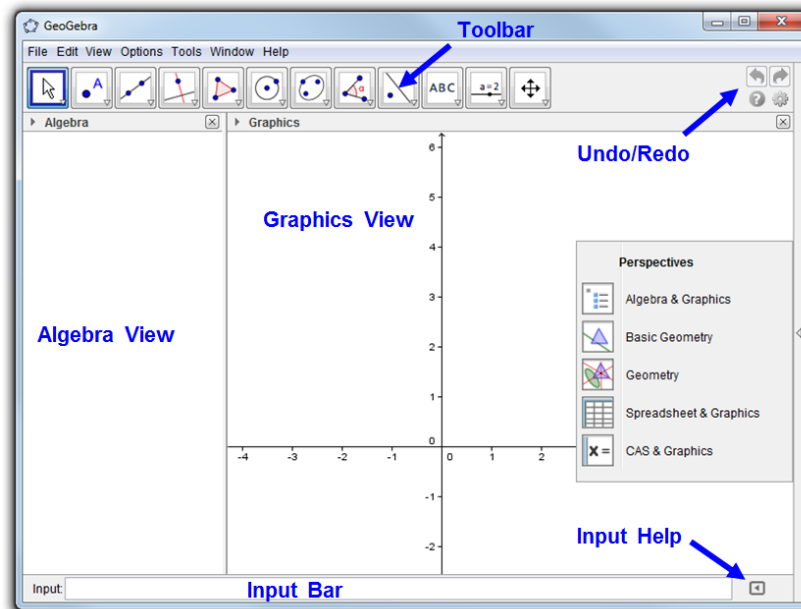 GeoGebra
Toolbar
File Edit View Options Tools Window Help
A
α
ABC
a=2
Undo/Redo
Algebra
Graphics
6
5
4
3
2
1
0
-1
-2
-4 -3 -2 -1 0 1 2
Graphics View
Algebra View
Perspectives
Algebra & Graphics
Basic Geometry
Geometry
Spreadsheet & Graphics
x = CAS & Graphics
Input Help
Input: Input Bar